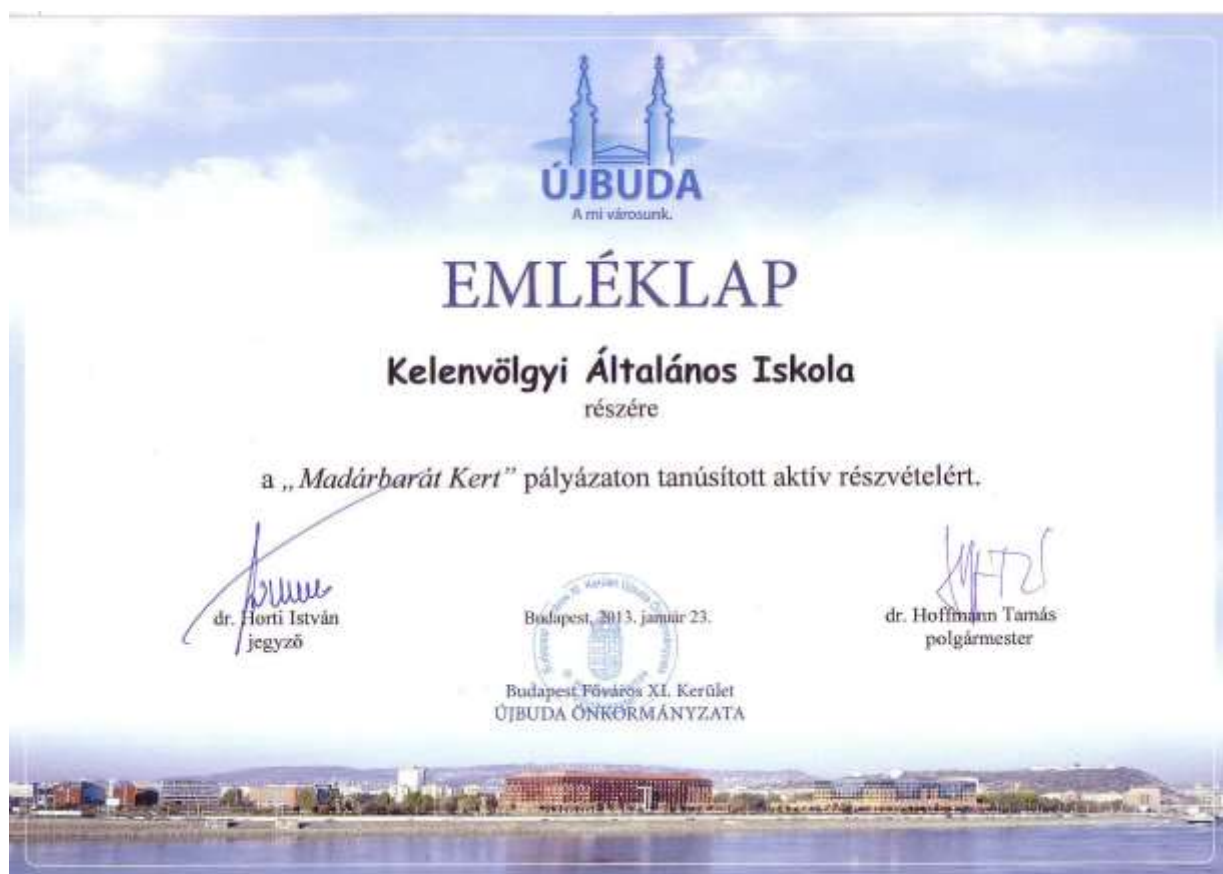 ÚJBUDA
A mi városunk.
EMLÉKLAP
Kelenvölgyi Általános Iskola
részére
a „Madárbarát Kert” pályázaton tanúsított aktív részvételért.
dr. Horti István
jegyző
Budapest, 2013. január 23.
dr. Hoffmann Tamás
polgármester
Budapest Főváros XI. Kerület
ÚJBUDA ÖNKORMÁNYZATA